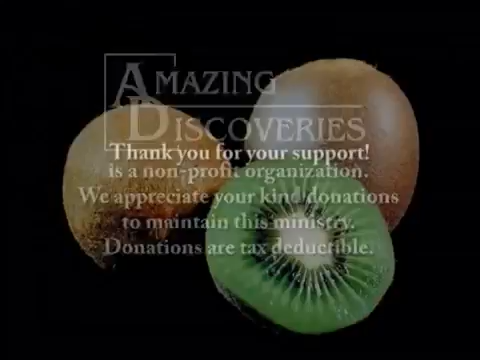 AMAZING
DISCOVERIES
Thank you for your support!
is a non-profit organization.
We appreciate your kind donations
to maintain this ministry.
Donations are tax deductible.